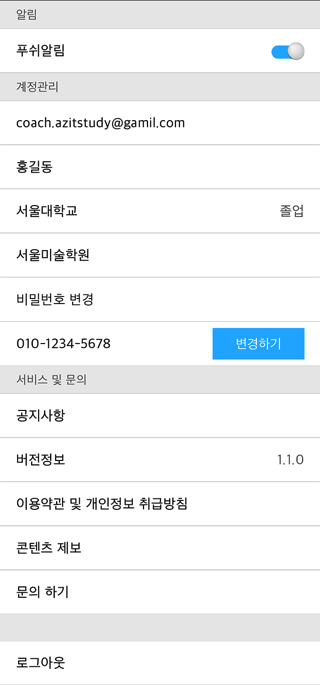 알림
푸쉬알림
계정관리
coach.azitstudy@gamil.com
홍길동
서울대학교 졸업
서울미술학원
비밀번호 변경
010-1234-5678 변경하기
서비스 및 문의
공지사항
버전정보 1.1.0
이용약관 및 개인정보 취급방침
콘텐츠 제보
문의 하기
로그아웃